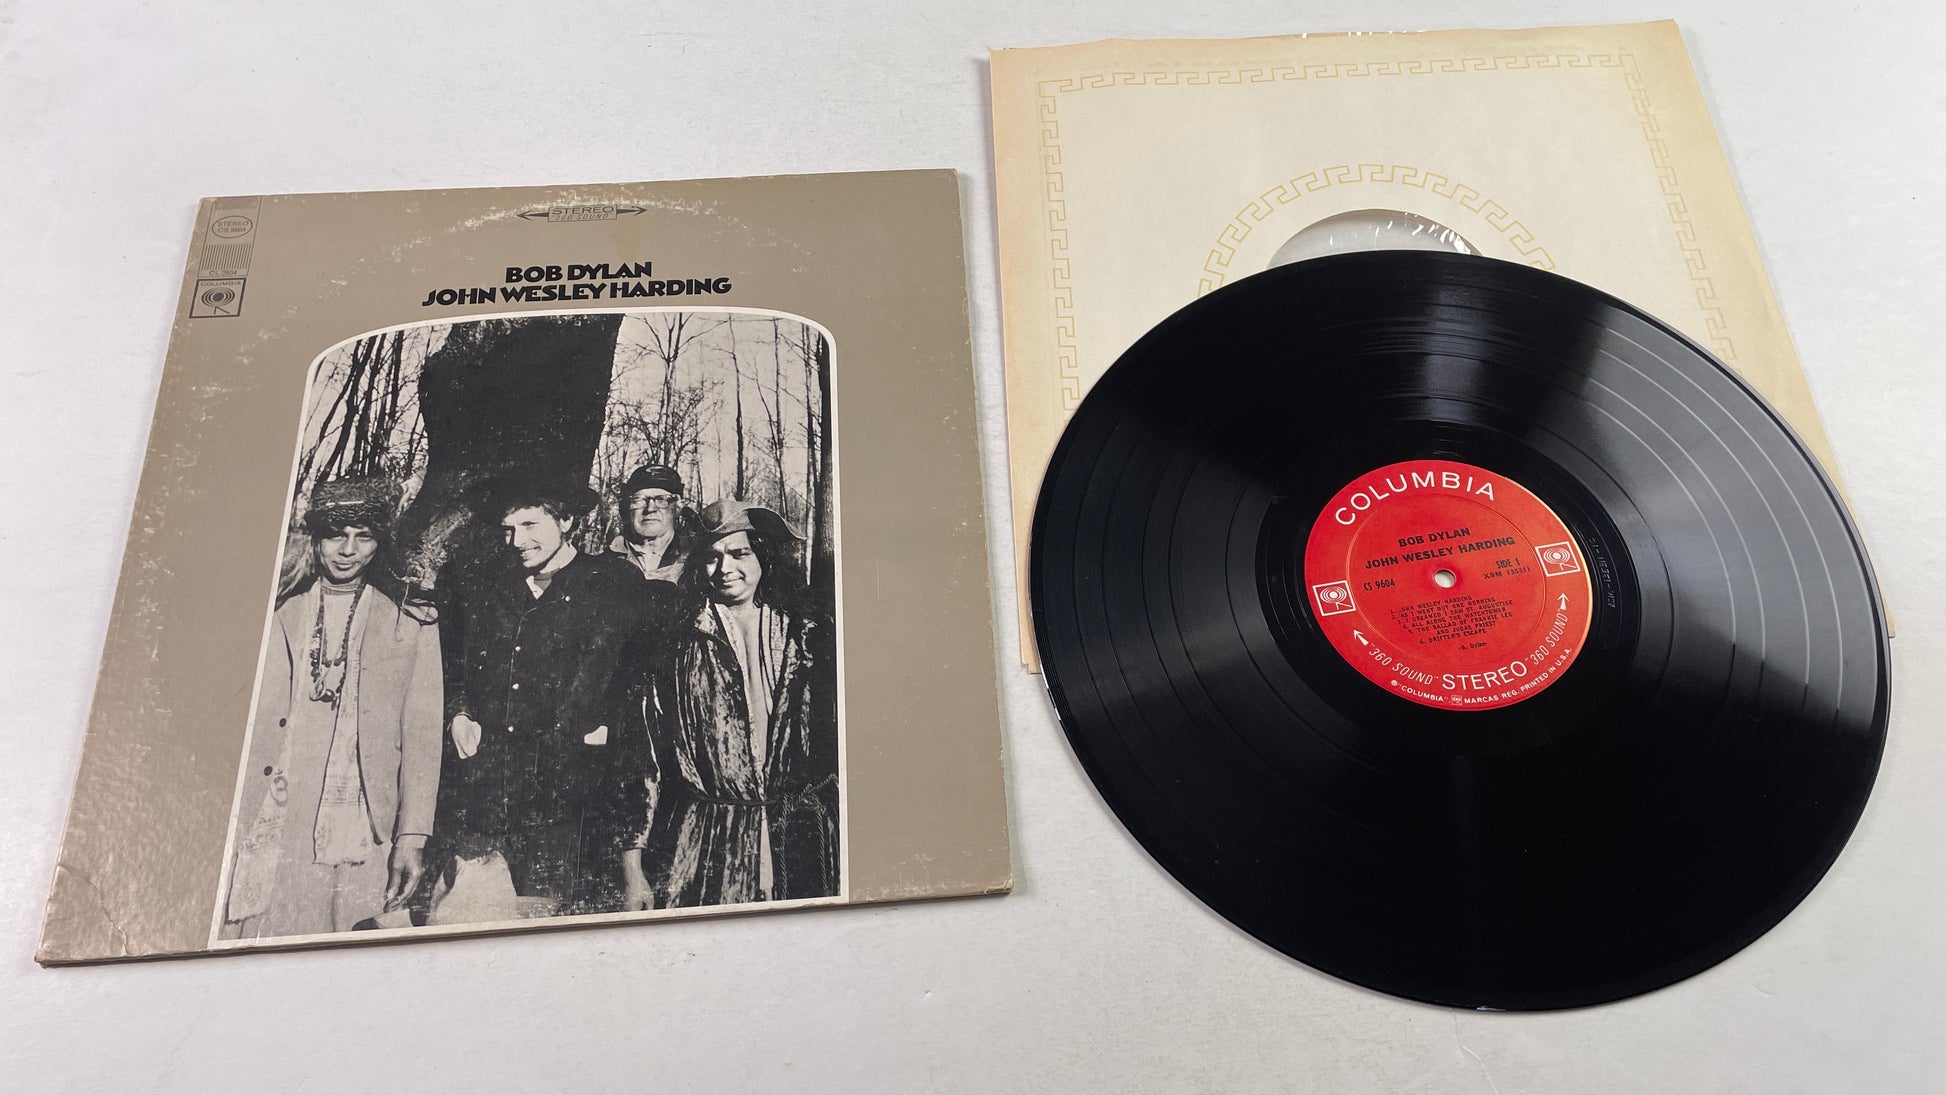 STEREO
360 SOUND
STEREO
CS 9604
CL 2804
COLUMBIA
BOB DYLAN
JOHN WESLEY HARDING
COLUMBIA
BOB DYLAN
JOHN WESLEY HARDING
CS 9604
SIDE 1
XSM 135311
1. JOHN WESLEY HARDING
2. AS I WENT OUT ONE MORNING
3. I DREAMED I SAW ST. AUGUSTINE
4. ALL ALONG THE WATCHTOWER
5. THE BALLAD OF FRANKIE LEE
AND JUDAS PRIEST
6. DRIFTER'S ESCAPE
-B. Dylan-
"360 SOUND" STEREO "360 SOUND"
℗ "COLUMBIA" MARCAS REG. PRINTED IN U.S.A.